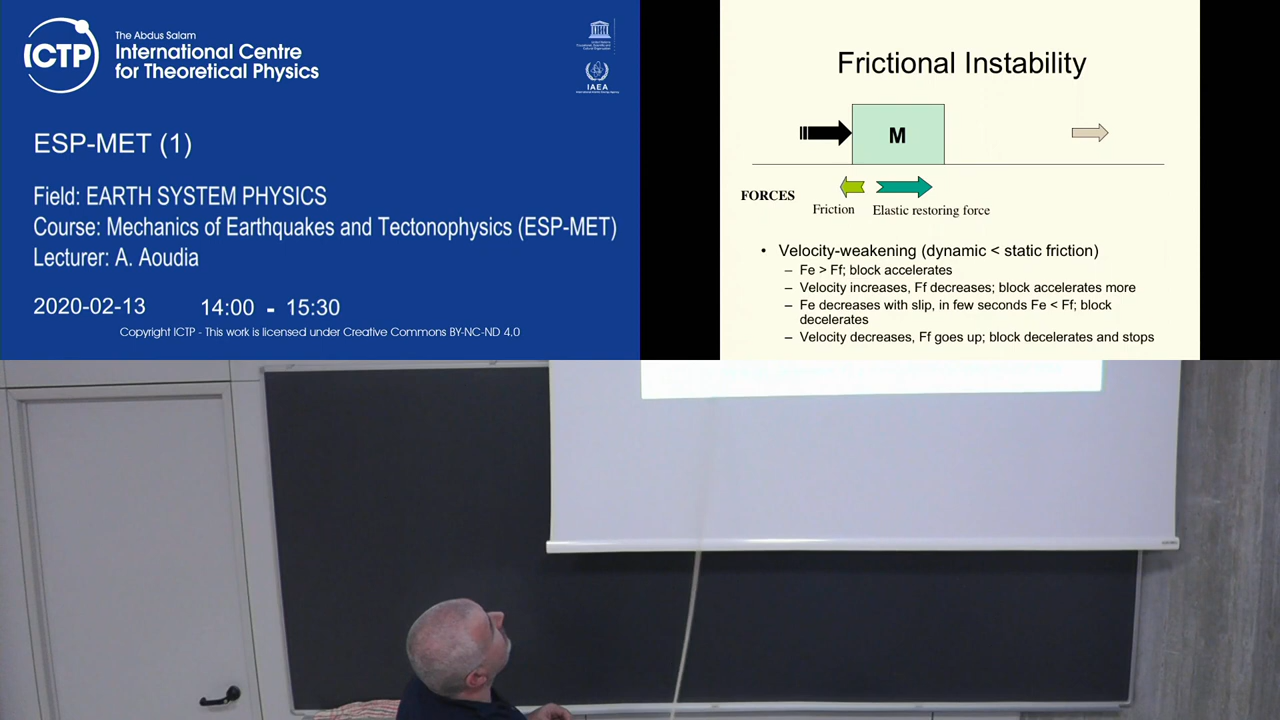 ICTP
The Abdus Salam
International Centre
for Theoretical Physics
IAEA
ESP-MET (1)
Field: EARTH SYSTEM PHYSICS
Course: Mechanics of Earthquakes and Tectonophysics (ESP-MET)
Lecturer: A. Aoudia
2020-02-13 14:00 - 15:30
Copyright ICTP - This work is licensed under Creative Commons BY-NC-ND 4.0
Frictional Instability
M
FORCES
Friction Elastic restoring force
• Velocity-weakening (dynamic < static friction)
– Fe > Ff; block accelerates
– Velocity increases, Ff decreases; block accelerates more
– Fe decreases with slip, in few seconds Fe < Ff; block
decelerates
– Velocity decreases, Ff goes up; block decelerates and stops